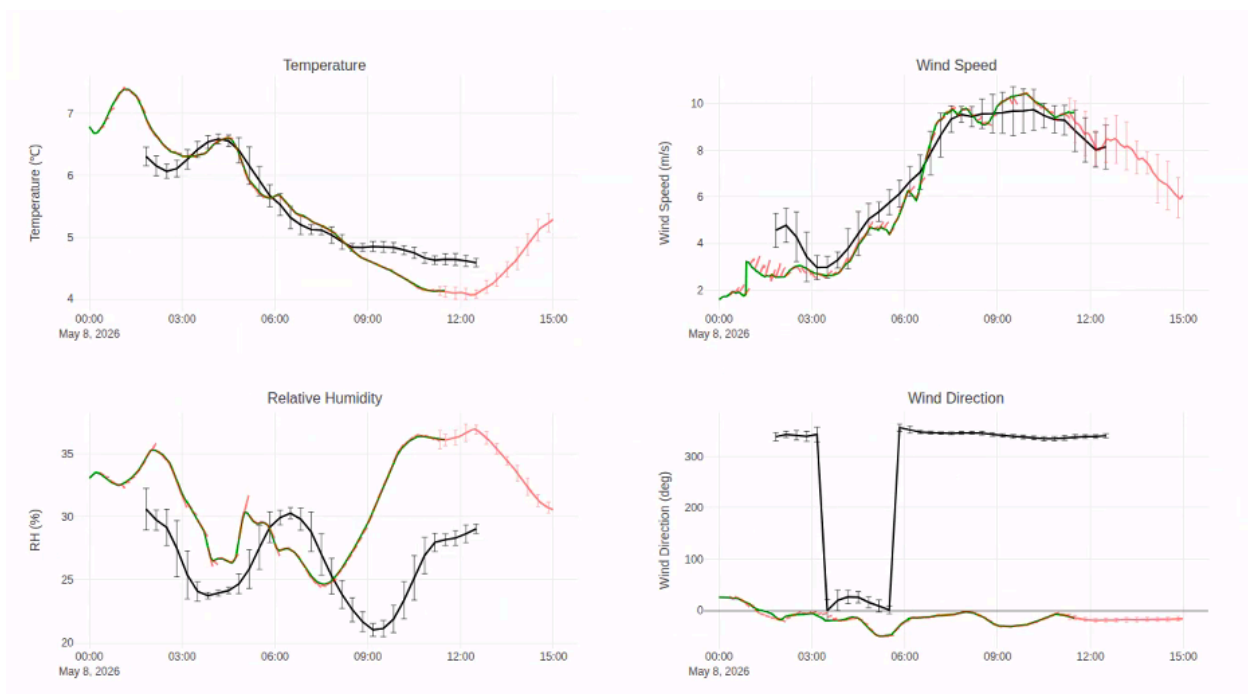 Temperature
Temperature (°C)
7
6
5
4
00:00 03:00 06:00 09:00 12:00 15:00
May 8, 2026
Wind Speed
Wind Speed (m/s)
10
8
6
4
2
00:00 03:00 06:00 09:00 12:00 15:00
May 8, 2026
Relative Humidity
RH (%)
35
30
25
20
00:00 03:00 06:00 09:00 12:00 15:00
May 8, 2026
Wind Direction
Wind Direction (deg)
300
200
100
0
00:00 03:00 06:00 09:00 12:00 15:00
May 8, 2026